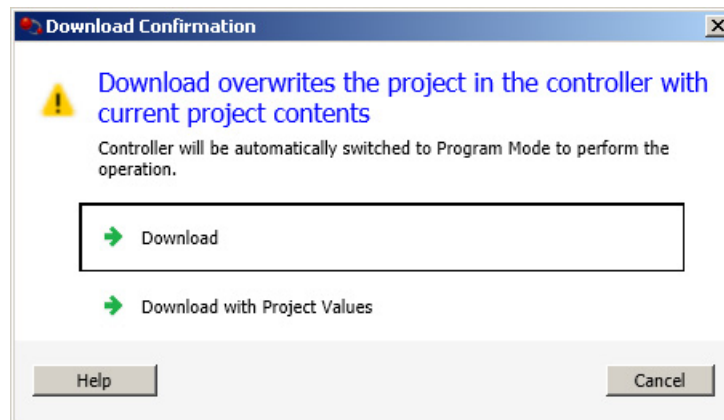 Download Confirmation
Download overwrites the project in the controller with
current project contents
Controller will be automatically switched to Program Mode to perform the
operation.
Download
Download with Project Values
Help
Cancel